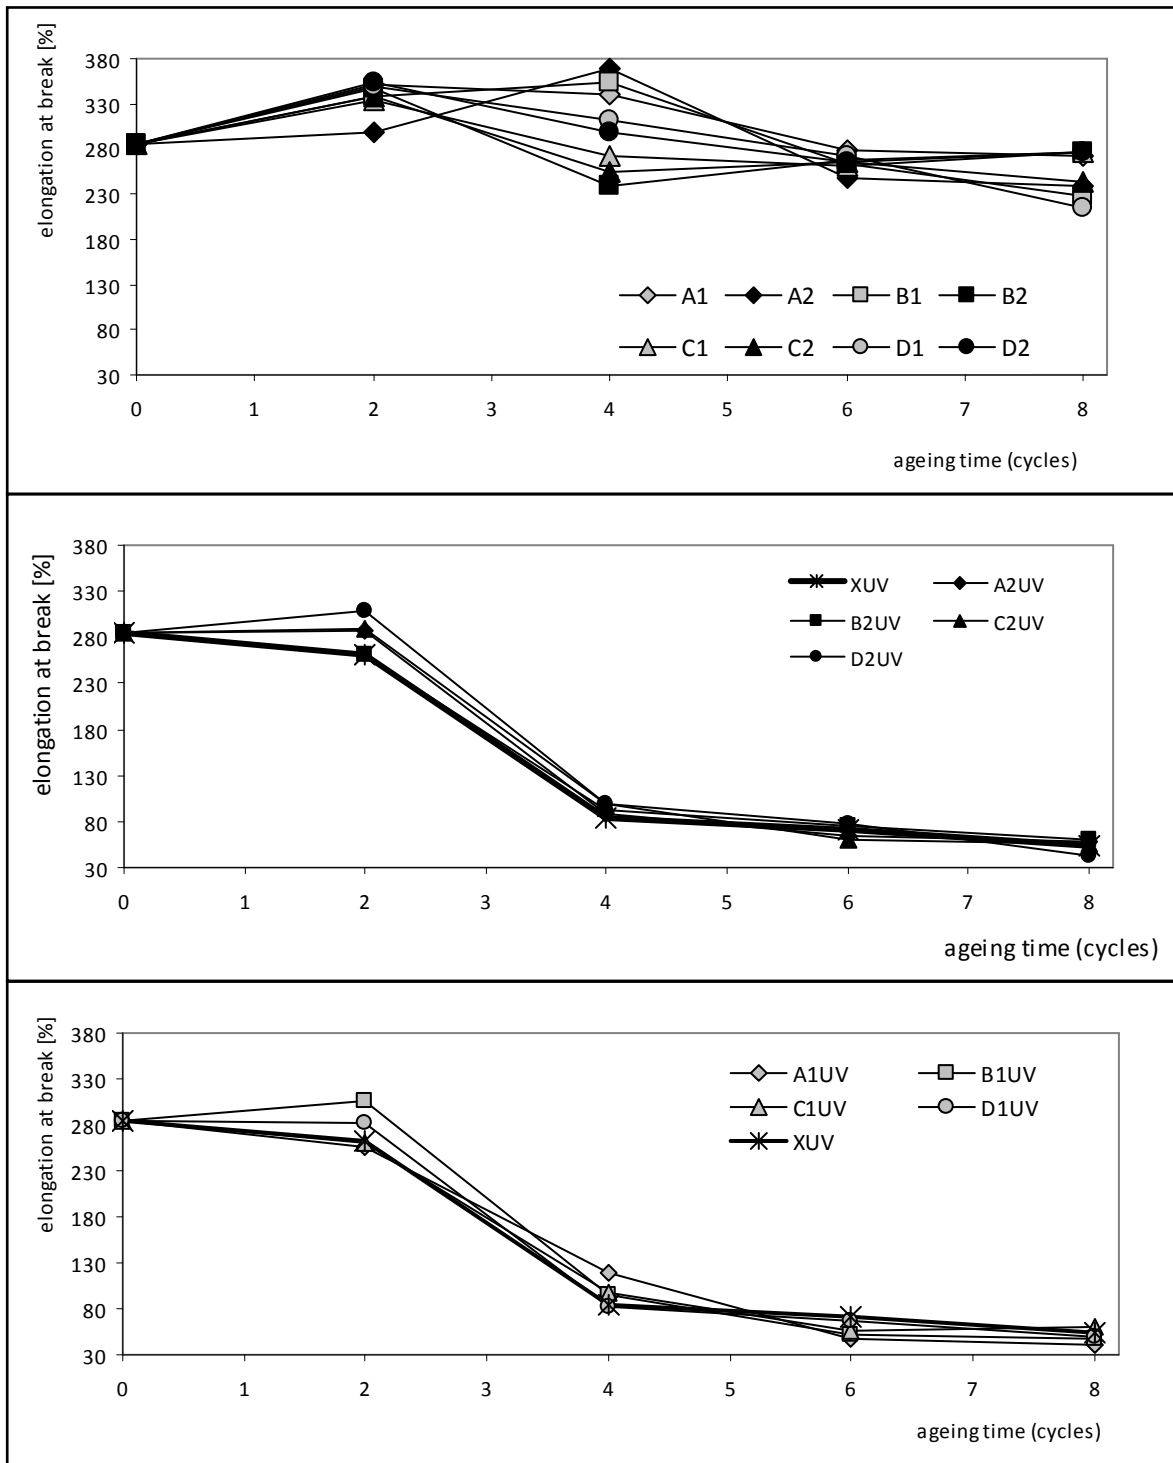 elongation at break [%]
380
330
280
230
180
130
80
30
A1 A2 B1 B2
C1 C2 D1 D2
0 1 2 3 4 5 6 7 8
ageing time (cycles)
elongation at break [%]
380
330
280
230
180
130
80
30
XUV A2UV
B2UV C2UV
D2UV
0 1 2 3 4 5 6 7 8
ageing time (cycles)
elongation at break [%]
380
330
280
230
180
130
80
30
A1UV B1UV
C1UV D1UV
XUV
0 1 2 3 4 5 6 7 8
ageing time (cycles)